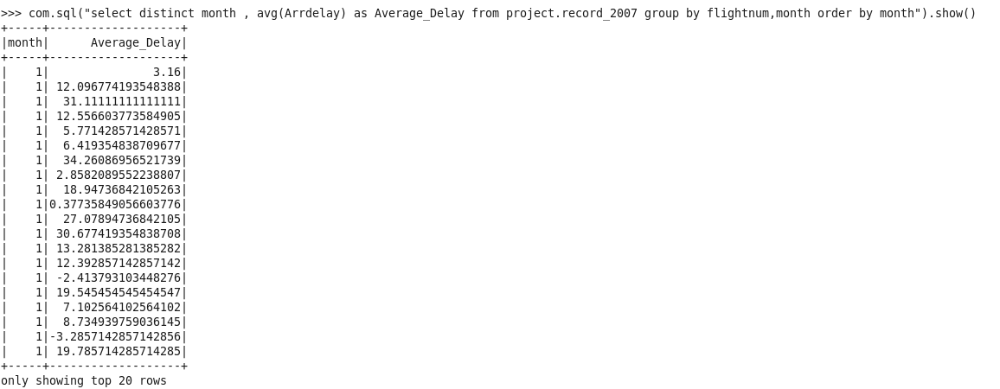 >>> com.sql("select distinct month , avg(Arrdelay) as Average_Delay from project.record_2007 group by flightnum,month order by month").show()
+-----+-------------------+
|month|      Average_Delay|
+-----+-------------------+
|    1|               3.16|
|    1| 12.096774193548388|
|    1|  31.11111111111111|
|    1| 12.556603773584905|
|    1|  5.771428571428571|
|    1|  6.419354838709677|
|    1|  34.26086956521739|
|    1| 2.8582089552238807|
|    1|  18.94736842105263|
|    1|0.37735849056603776|
|    1|  27.07894736842105|
|    1| 30.677419354838708|
|    1| 13.281385281385282|
|    1| 12.392857142857142|
|    1| -2.413793103448276|
|    1| 19.545454545454547|
|    1|  7.102564102564102|
|    1|  8.734939759036145|
|    1|-3.2857142857142856|
|    1| 19.785714285714285|
+-----+-------------------+
only showing top 20 rows